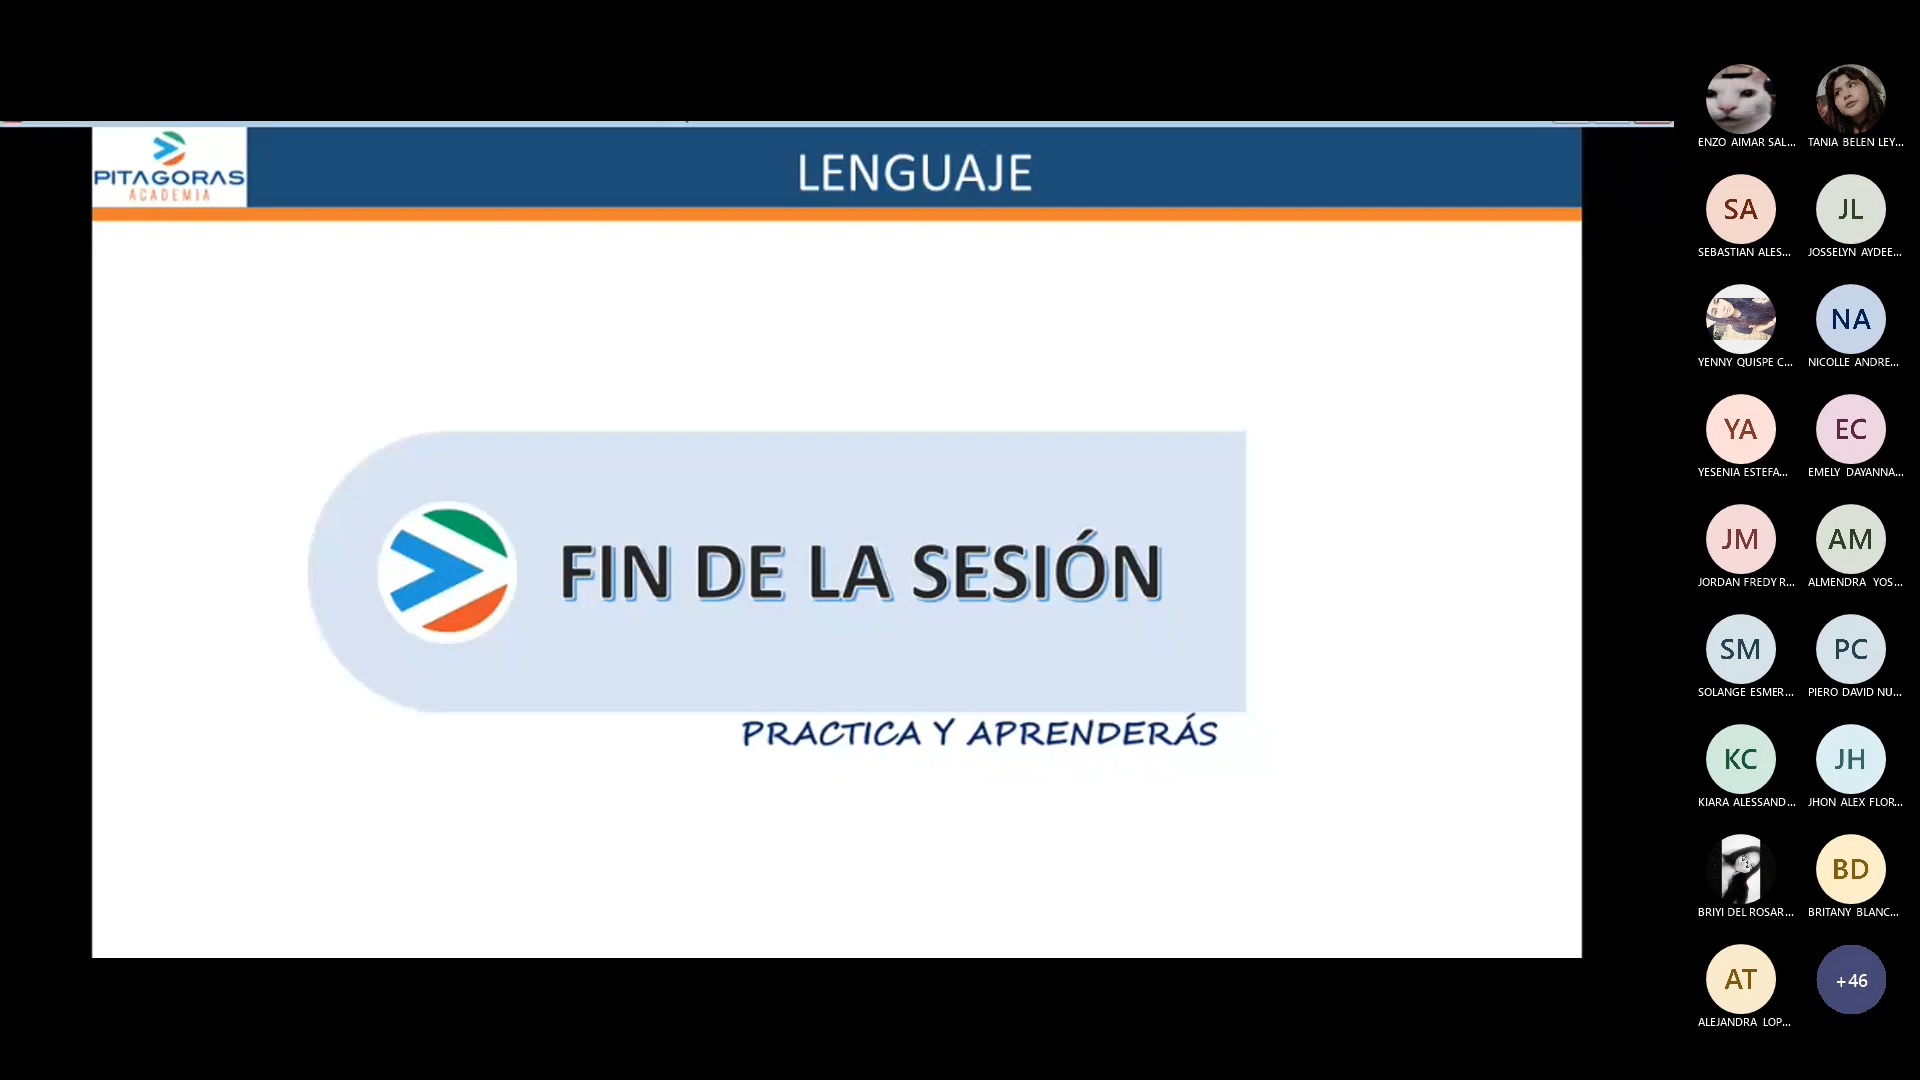 PITAGORAS
ACADEMIA
LENGUAJE
FIN DE LA SESIÓN
PRACTICA Y APRENDERÁS
ENZO AIMAR SAL...
TANIA BELEN LEY...
SA
SEBASTIAN ALES...
JL
JOSSELYN AYDEE...
YENNY QUISPE C...
NA
NICOLLE ANDRE...
YA
YESENIA ESTEFA...
EC
EMELY DAYANNA...
JM
JORDAN FREDY R...
AM
ALMENDRA YOS...
SM
SOLANGE ESMER...
PC
PIERO DAVID NU...
KC
KIARA ALESSAND...
JH
JHON ALEX FLOR...
BRIYI DEL ROSAR...
BD
BRITANY BLANC...
AT
ALEJANDRA LOP...
+46